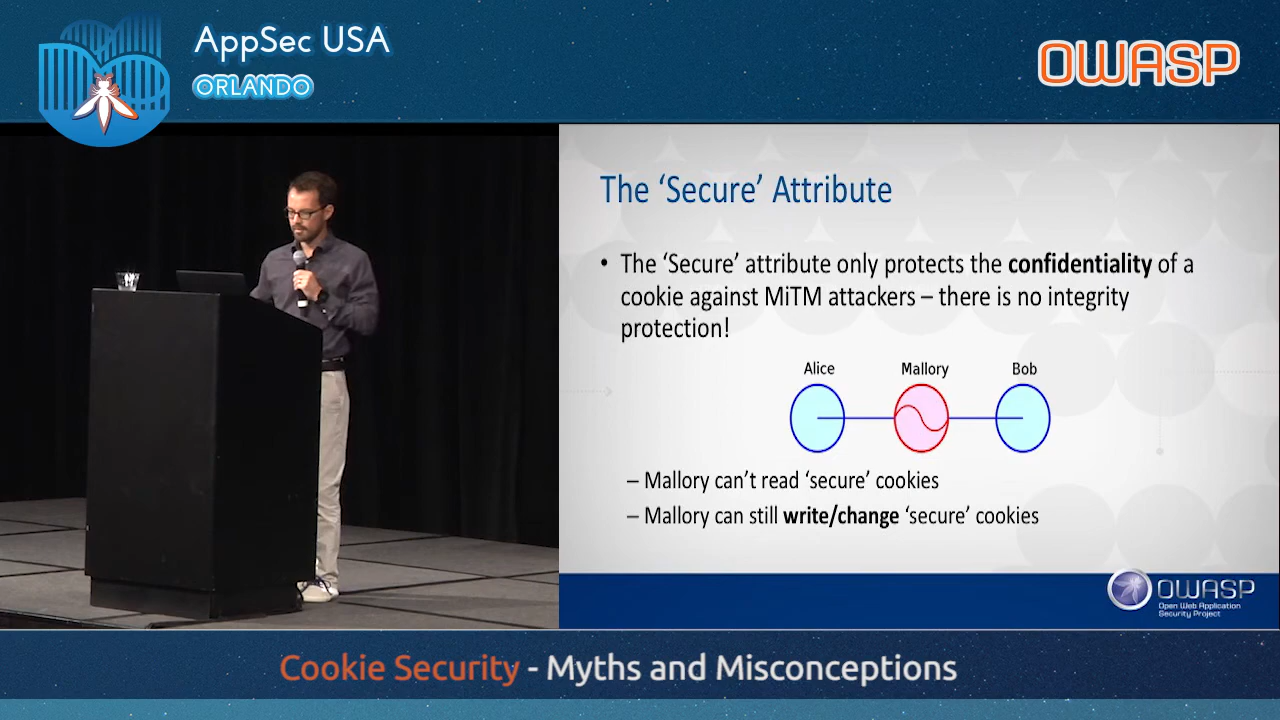 AppSec USA
ORLANDO
OWASP
The ‘Secure’ Attribute
• The ‘Secure’ attribute only protects the confidentiality of a
cookie against MiTM attackers – there is no integrity
protection!
Alice Mallory Bob
– Mallory can’t read ‘secure’ cookies
– Mallory can still write/change ‘secure’ cookies
OWASP
Open Web Application
Security Project
Cookie Security - Myths and Misconceptions